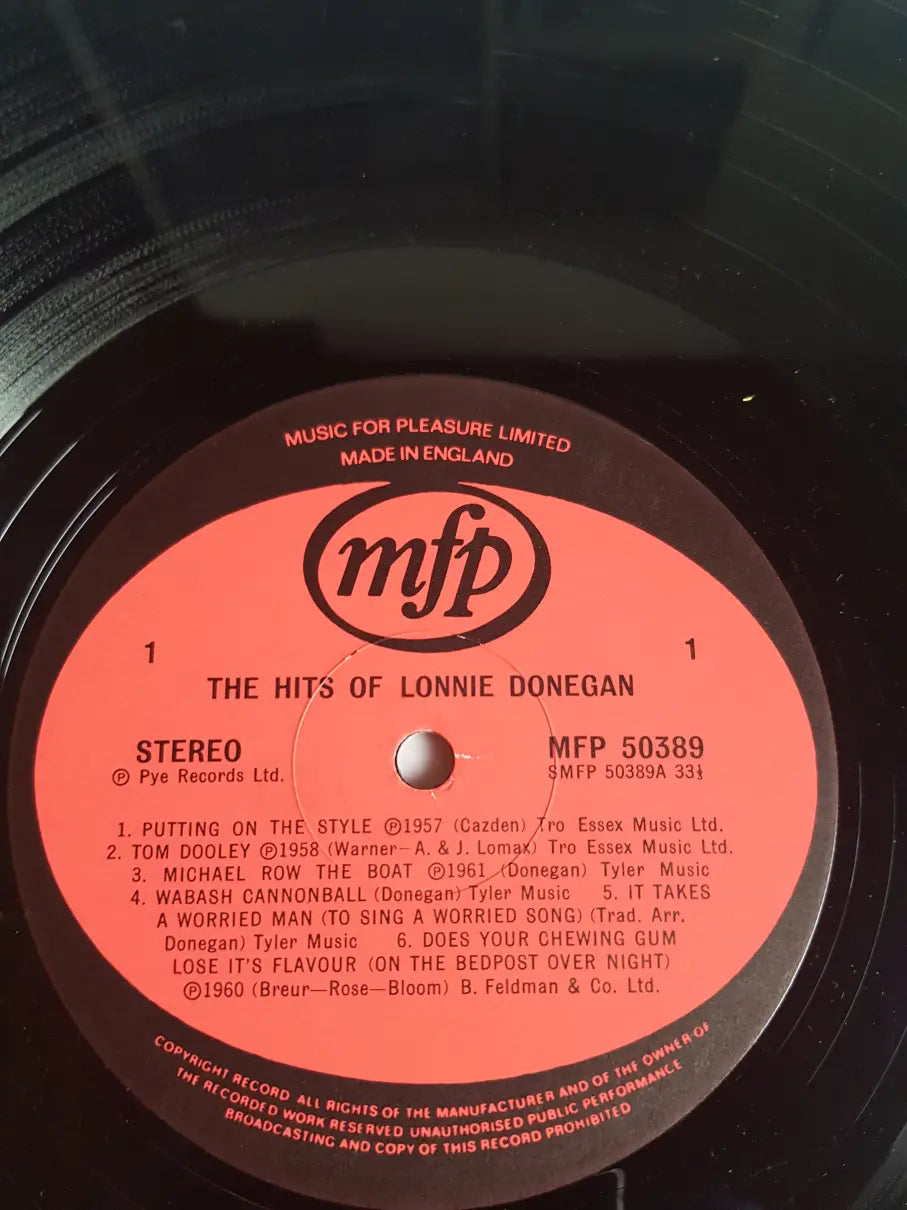 MUSIC FOR PLEASURE LIMITED
MADE IN ENGLAND
mfp
1 1
THE HITS OF LONNIE DONEGAN
STEREO MFP 50389
Ⓟ Pye Records Ltd. SMFP 50389A 33⅓
1. PUTTING ON THE STYLE Ⓟ1957 (Cazden) Tro Essex Music Ltd.
2. TOM DOOLEY Ⓟ1958 (Warner—A. & J. Lomax) Tro Essex Music Ltd.
3. MICHAEL ROW THE BOAT Ⓟ1961 (Donegan) Tyler Music
4. WABASH CANNONBALL (Donegan) Tyler Music 5. IT TAKES
A WORRIED MAN (TO SING A WORRIED SONG) (Trad. Arr.
Donegan) Tyler Music 6. DOES YOUR CHEWING GUM
LOSE IT'S FLAVOUR (ON THE BEDPOST OVER NIGHT)
Ⓟ1960 (Breur—Rose—Bloom) B. Feldman & Co. Ltd.
COPYRIGHT RECORD ALL RIGHTS OF THE MANUFACTURER AND OF THE OWNER OF
THE RECORDED WORK RESERVED UNAUTHORISED PUBLIC PERFORMANCE
BROADCASTING AND COPY OF THIS RECORD PROHIBITED